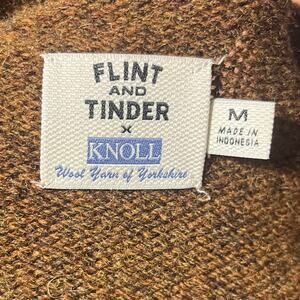 FLINT
AND
TINDER
X
KNOLL
Wool Yarn of Yorkshire
M
MADE IN
INDONESIA